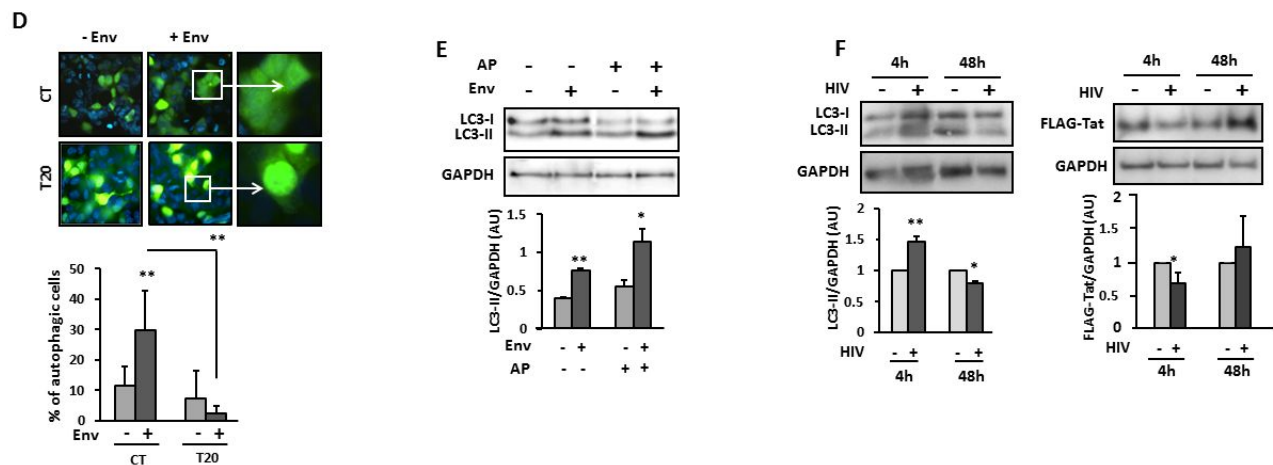 D
- Env + Env
CT
T20
**
**
% of autophagic cells
50
40
30
20
10
0
Env - + - +
CT T20
E
AP - - + +
Env - + - +
LC3-I
LC3-II
GAPDH
LC3-II/GAPDH (AU)
1.5
1
0.5
0
**
*
Env - + - +
AP - - + +
F
4h 48h
HIV - + - +
LC3-I
LC3-II
GAPDH
LC3-II/GAPDH (AU)
2
1.5
1
0.5
0
**
*
HIV - + - +
4h 48h
4h 48h
HIV - + - +
FLAG-Tat
GAPDH
FLAG-Tat/GAPDH (AU)
2
1.5
1
0.5
0
*
HIV - + - +
4h 48h